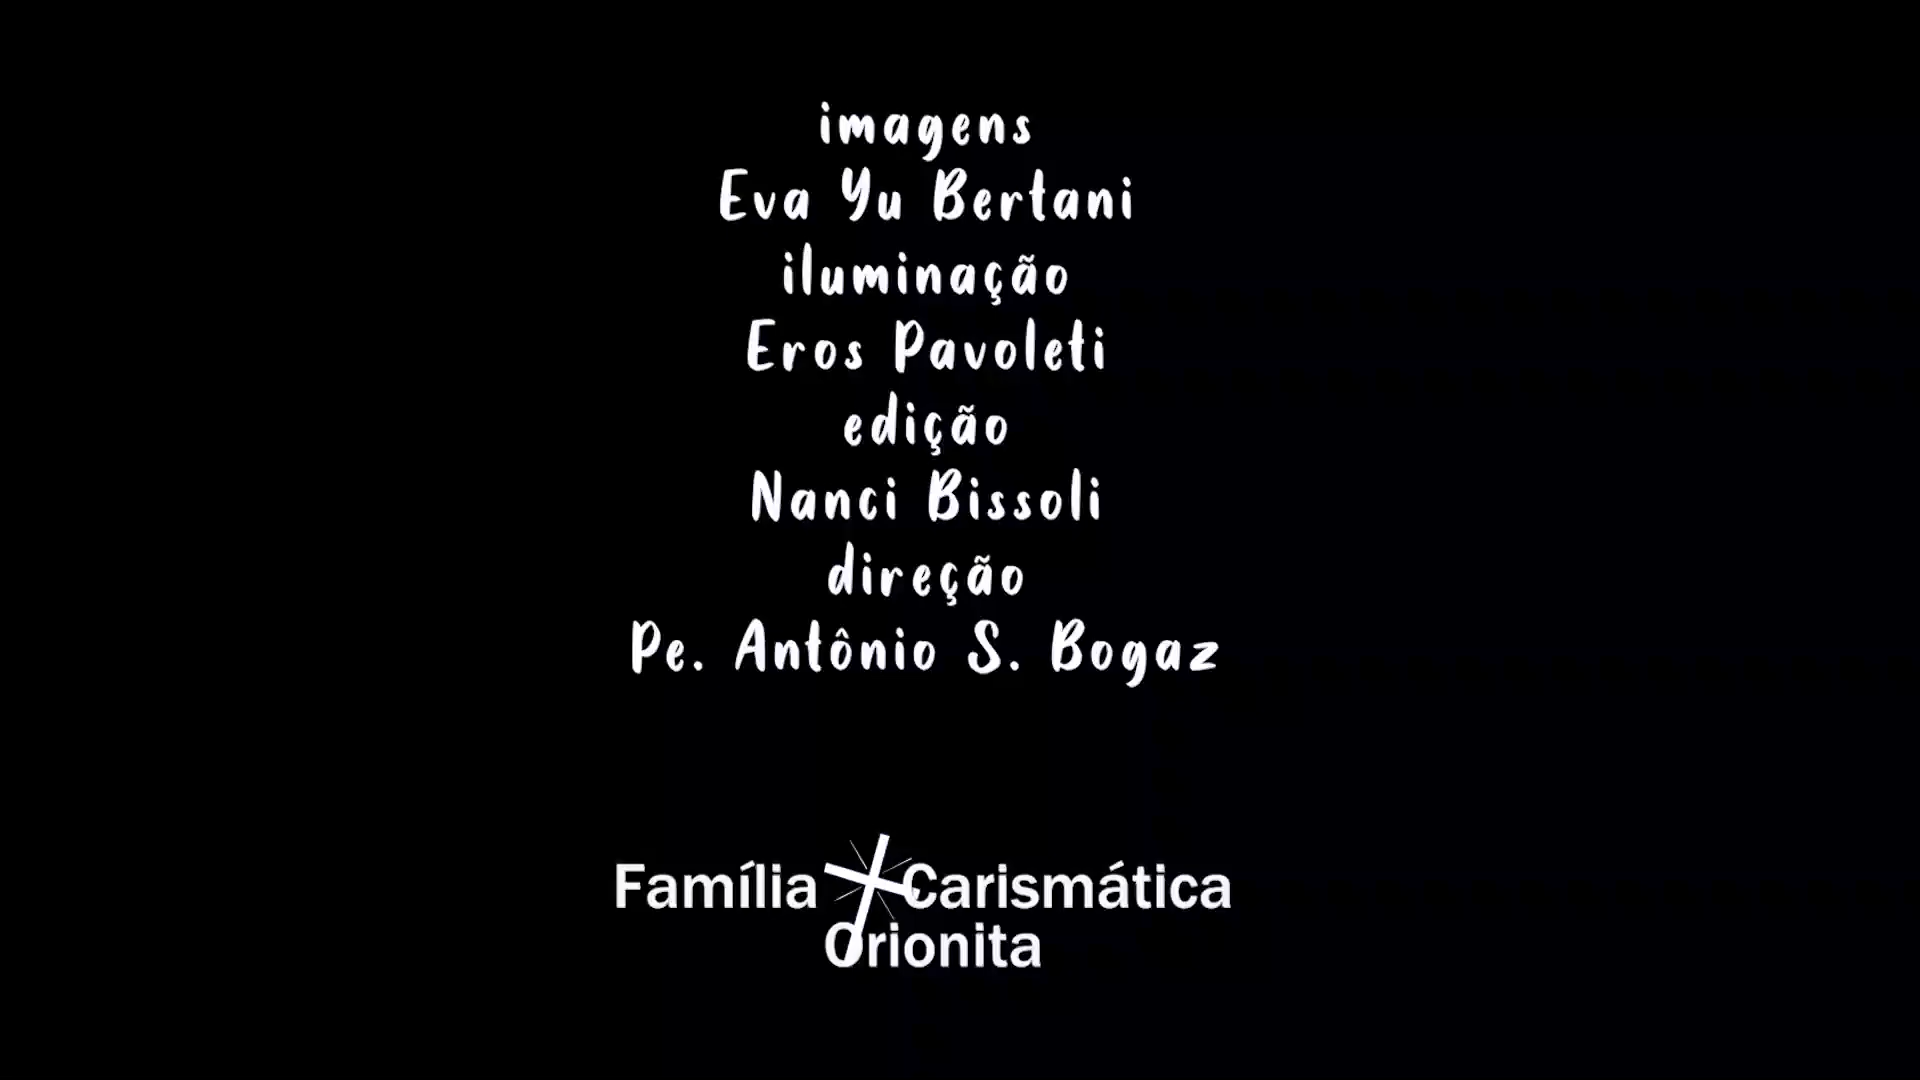 imagens
Eva Yu Bertani
iluminação
Eros Pavoleti
edição
Nanci Bissoli
direção
Pe. Antônio S. Bogaz
Família Carismática
Orionita